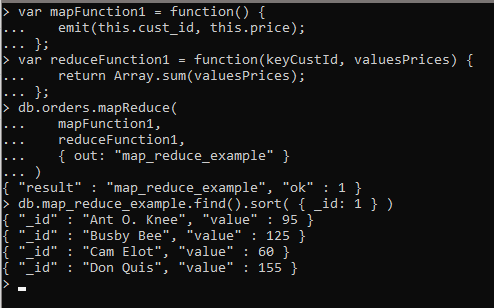 > var mapFunction1 = function() {
...     emit(this.cust_id, this.price);
... };
> var reduceFunction1 = function(keyCustId, valuesPrices) {
...     return Array.sum(valuesPrices);
... };
> db.orders.mapReduce(
...     mapFunction1,
...     reduceFunction1,
...     { out: "map_reduce_example" }
... )
{ "result" : "map_reduce_example", "ok" : 1 }
> db.map_reduce_example.find().sort( { _id: 1 } )
{ "_id" : "Ant O. Knee", "value" : 95 }
{ "_id" : "Busby Bee", "value" : 125 }
{ "_id" : "Cam Elot", "value" : 60 }
{ "_id" : "Don Quis", "value" : 155 }
>